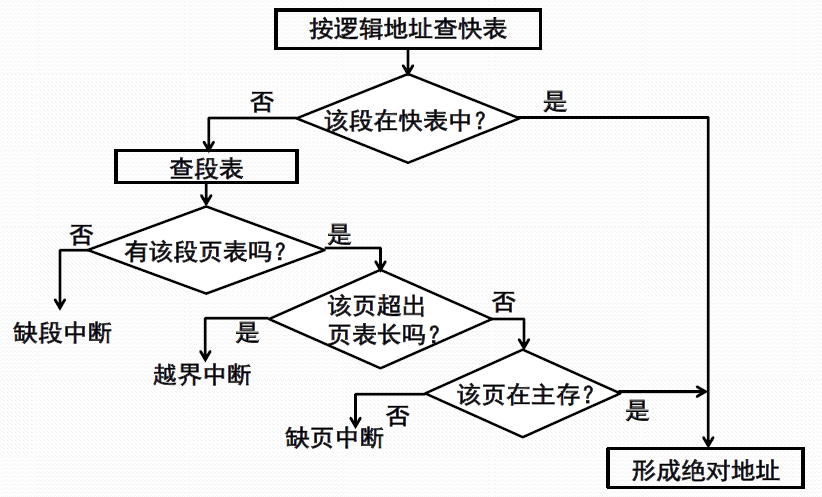 按逻辑地址查快表
否
该段在快表中?
是
查段表
否
有该段页表吗?
是
缺段中断
该页超出
页表长吗?
是
否
越界中断
该页在主存?
否
是
缺页中断
形成绝对地址